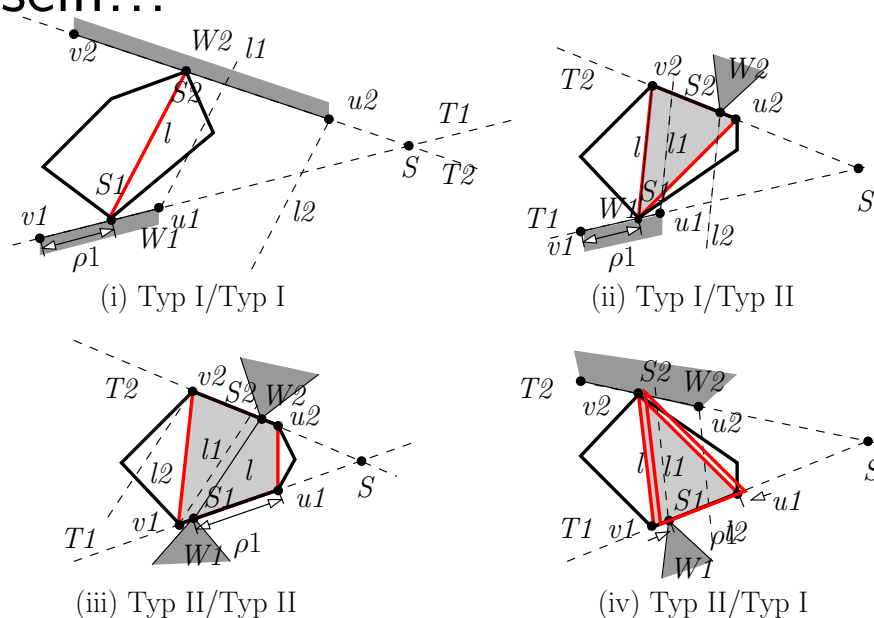 sein...
v2
W2
l1
S2
u2
l
T1
S
T2
S1
v1
u1
W1
l2
ρ1
(i) Typ I/Typ I
T2
v2
S2
W2
u2
l
l1
S
S1
W1
T1
v1
u1
l2
ρ1
(ii) Typ I/Typ II
T2
v2
S2
W2
u2
l1
l2
l
S
S1
u1
v1
T1
W1
ρ1
(iii) Typ II/Typ II
T2
S2
W2
v2
u2
l
l1
S
S1
u1
T1
v1
ρ1
l2
W1
(iv) Typ II/Typ I